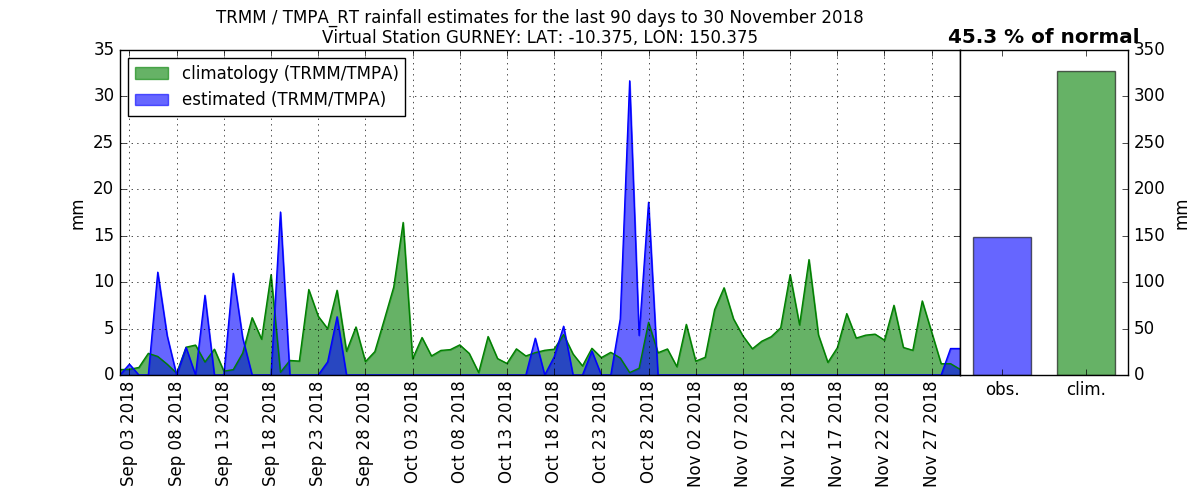 TRMM / TMPA_RT rainfall estimates for the last 90 days to 30 November 2018
Virtual Station GURNEY: LAT: -10.375, LON: 150.375
45.3 % of normal
climatology (TRMM/TMPA)
estimated (TRMM/TMPA)
mm
35
30
25
20
15
10
5
0
Sep 03 2018
Sep 08 2018
Sep 13 2018
Sep 18 2018
Sep 23 2018
Sep 28 2018
Oct 03 2018
Oct 08 2018
Oct 13 2018
Oct 18 2018
Oct 23 2018
Oct 28 2018
Nov 02 2018
Nov 07 2018
Nov 12 2018
Nov 17 2018
Nov 22 2018
Nov 27 2018
obs.
clim.
350
300
250
200
150
100
50
0
mm